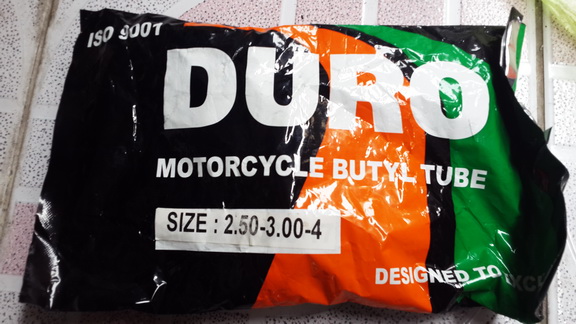 ISO 9001
DURO
MOTORCYCLE BUTYL TUBE
SIZE : 2.50-3.00-4
DESIGNED TO